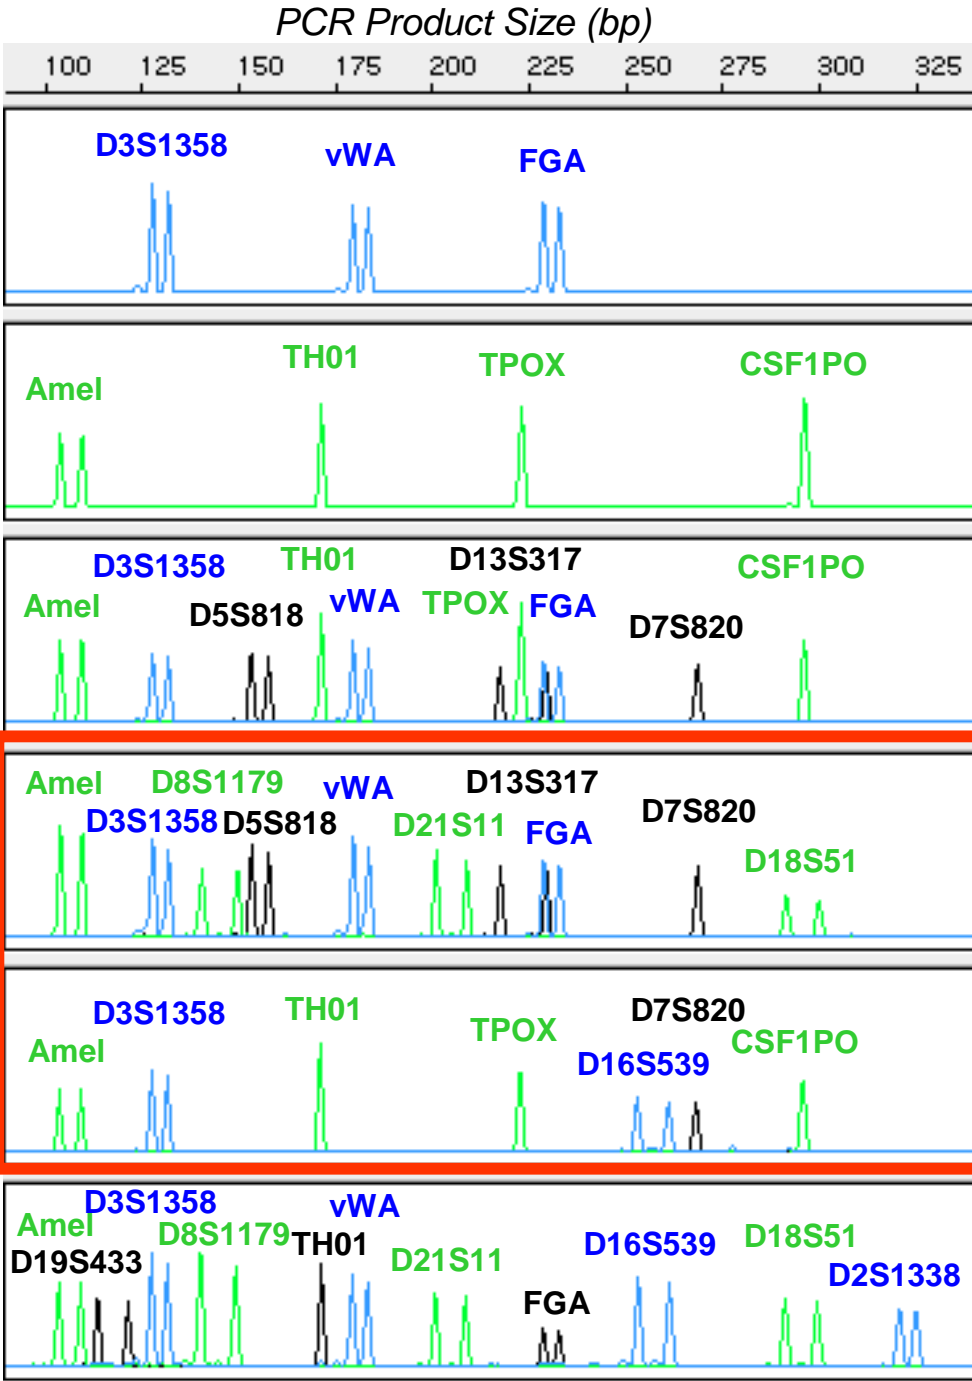 PCR Product Size (bp)
100 125 150 175 200 225 250 275 300 325
D3S1358 vWA FGA
Amel TH01 TPOX CSF1PO
D3S1358 TH01 D13S317 CSF1PO
Amel D5S818 vWA TPOX FGA D7S820
Amel D8S1179 vWA D13S317 D7S820
D3S1358 D5S818 D21S11 FGA D18S51
D3S1358 TH01 TPOX D7S820
Amel D16S539 CSF1PO
D3S1358 vWA
Amel D8S1179 TH01 D16S539 D18S51
D19S433 D21S11 FGA D2S1338